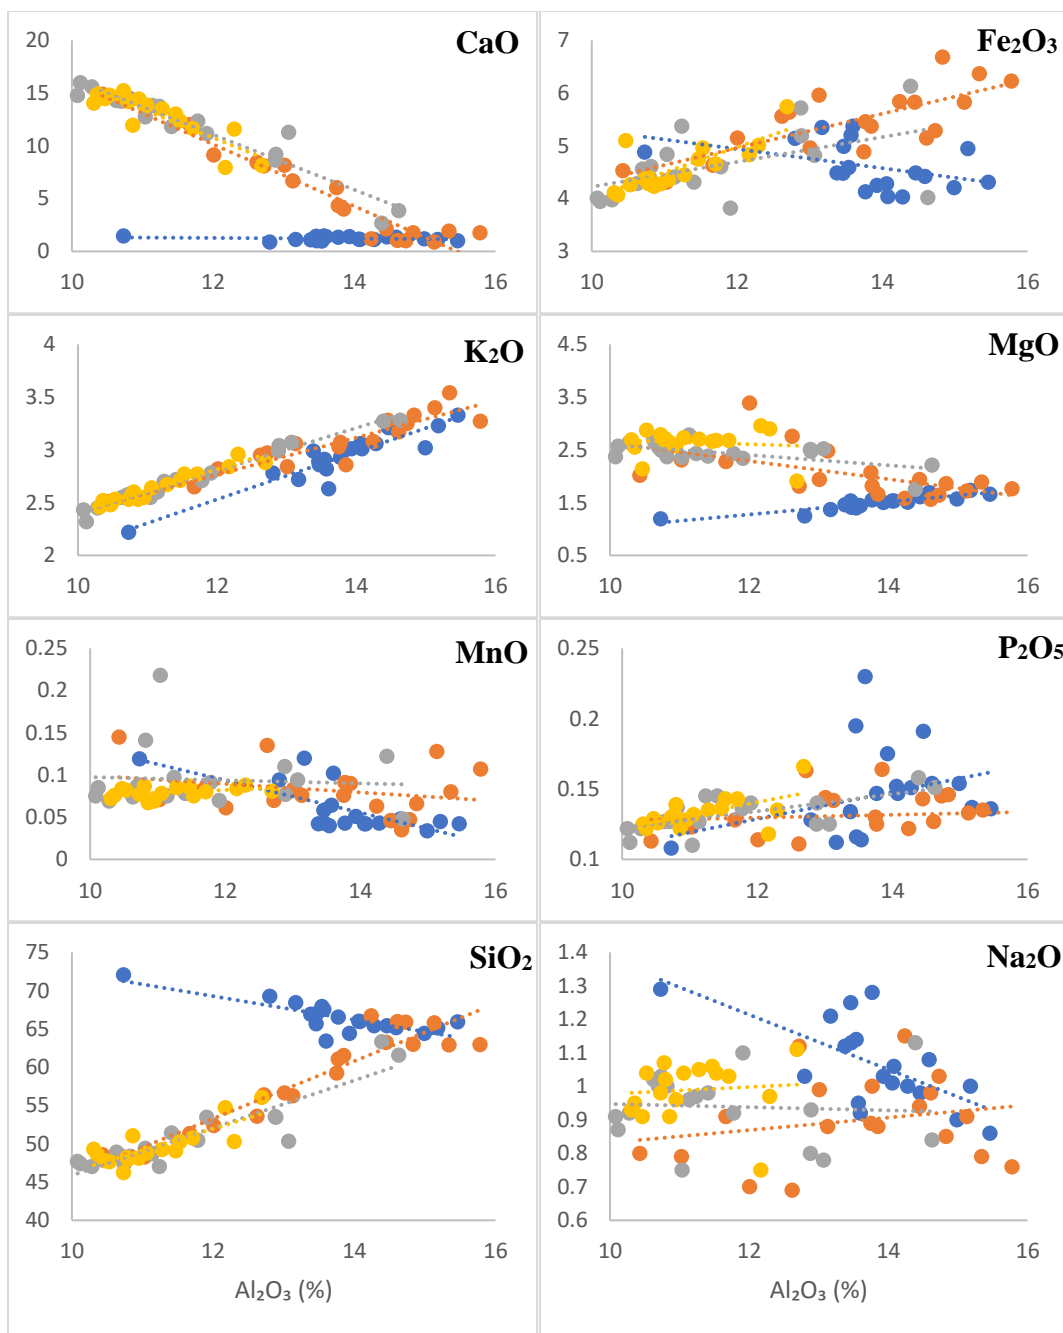 CaO
20
15
10
5
0
10 12 14 16
Fe₂O₃
7
6
5
4
3
10 12 14 16
K₂O
4
3.5
3
2.5
2
10 12 14 16
MgO
4.5
3.5
2.5
1.5
0.5
10 12 14 16
MnO
0.25
0.2
0.15
0.1
0.05
0
10 12 14 16
P₂O₅
0.25
0.2
0.15
0.1
10 12 14 16
SiO₂
75
70
65
60
55
50
45
40
10 12 14 16
Al₂O₃ (%)
Na₂O
1.4
1.3
1.2
1.1
1
0.9
0.8
0.7
0.6
10 12 14 16
Al₂O₃ (%)